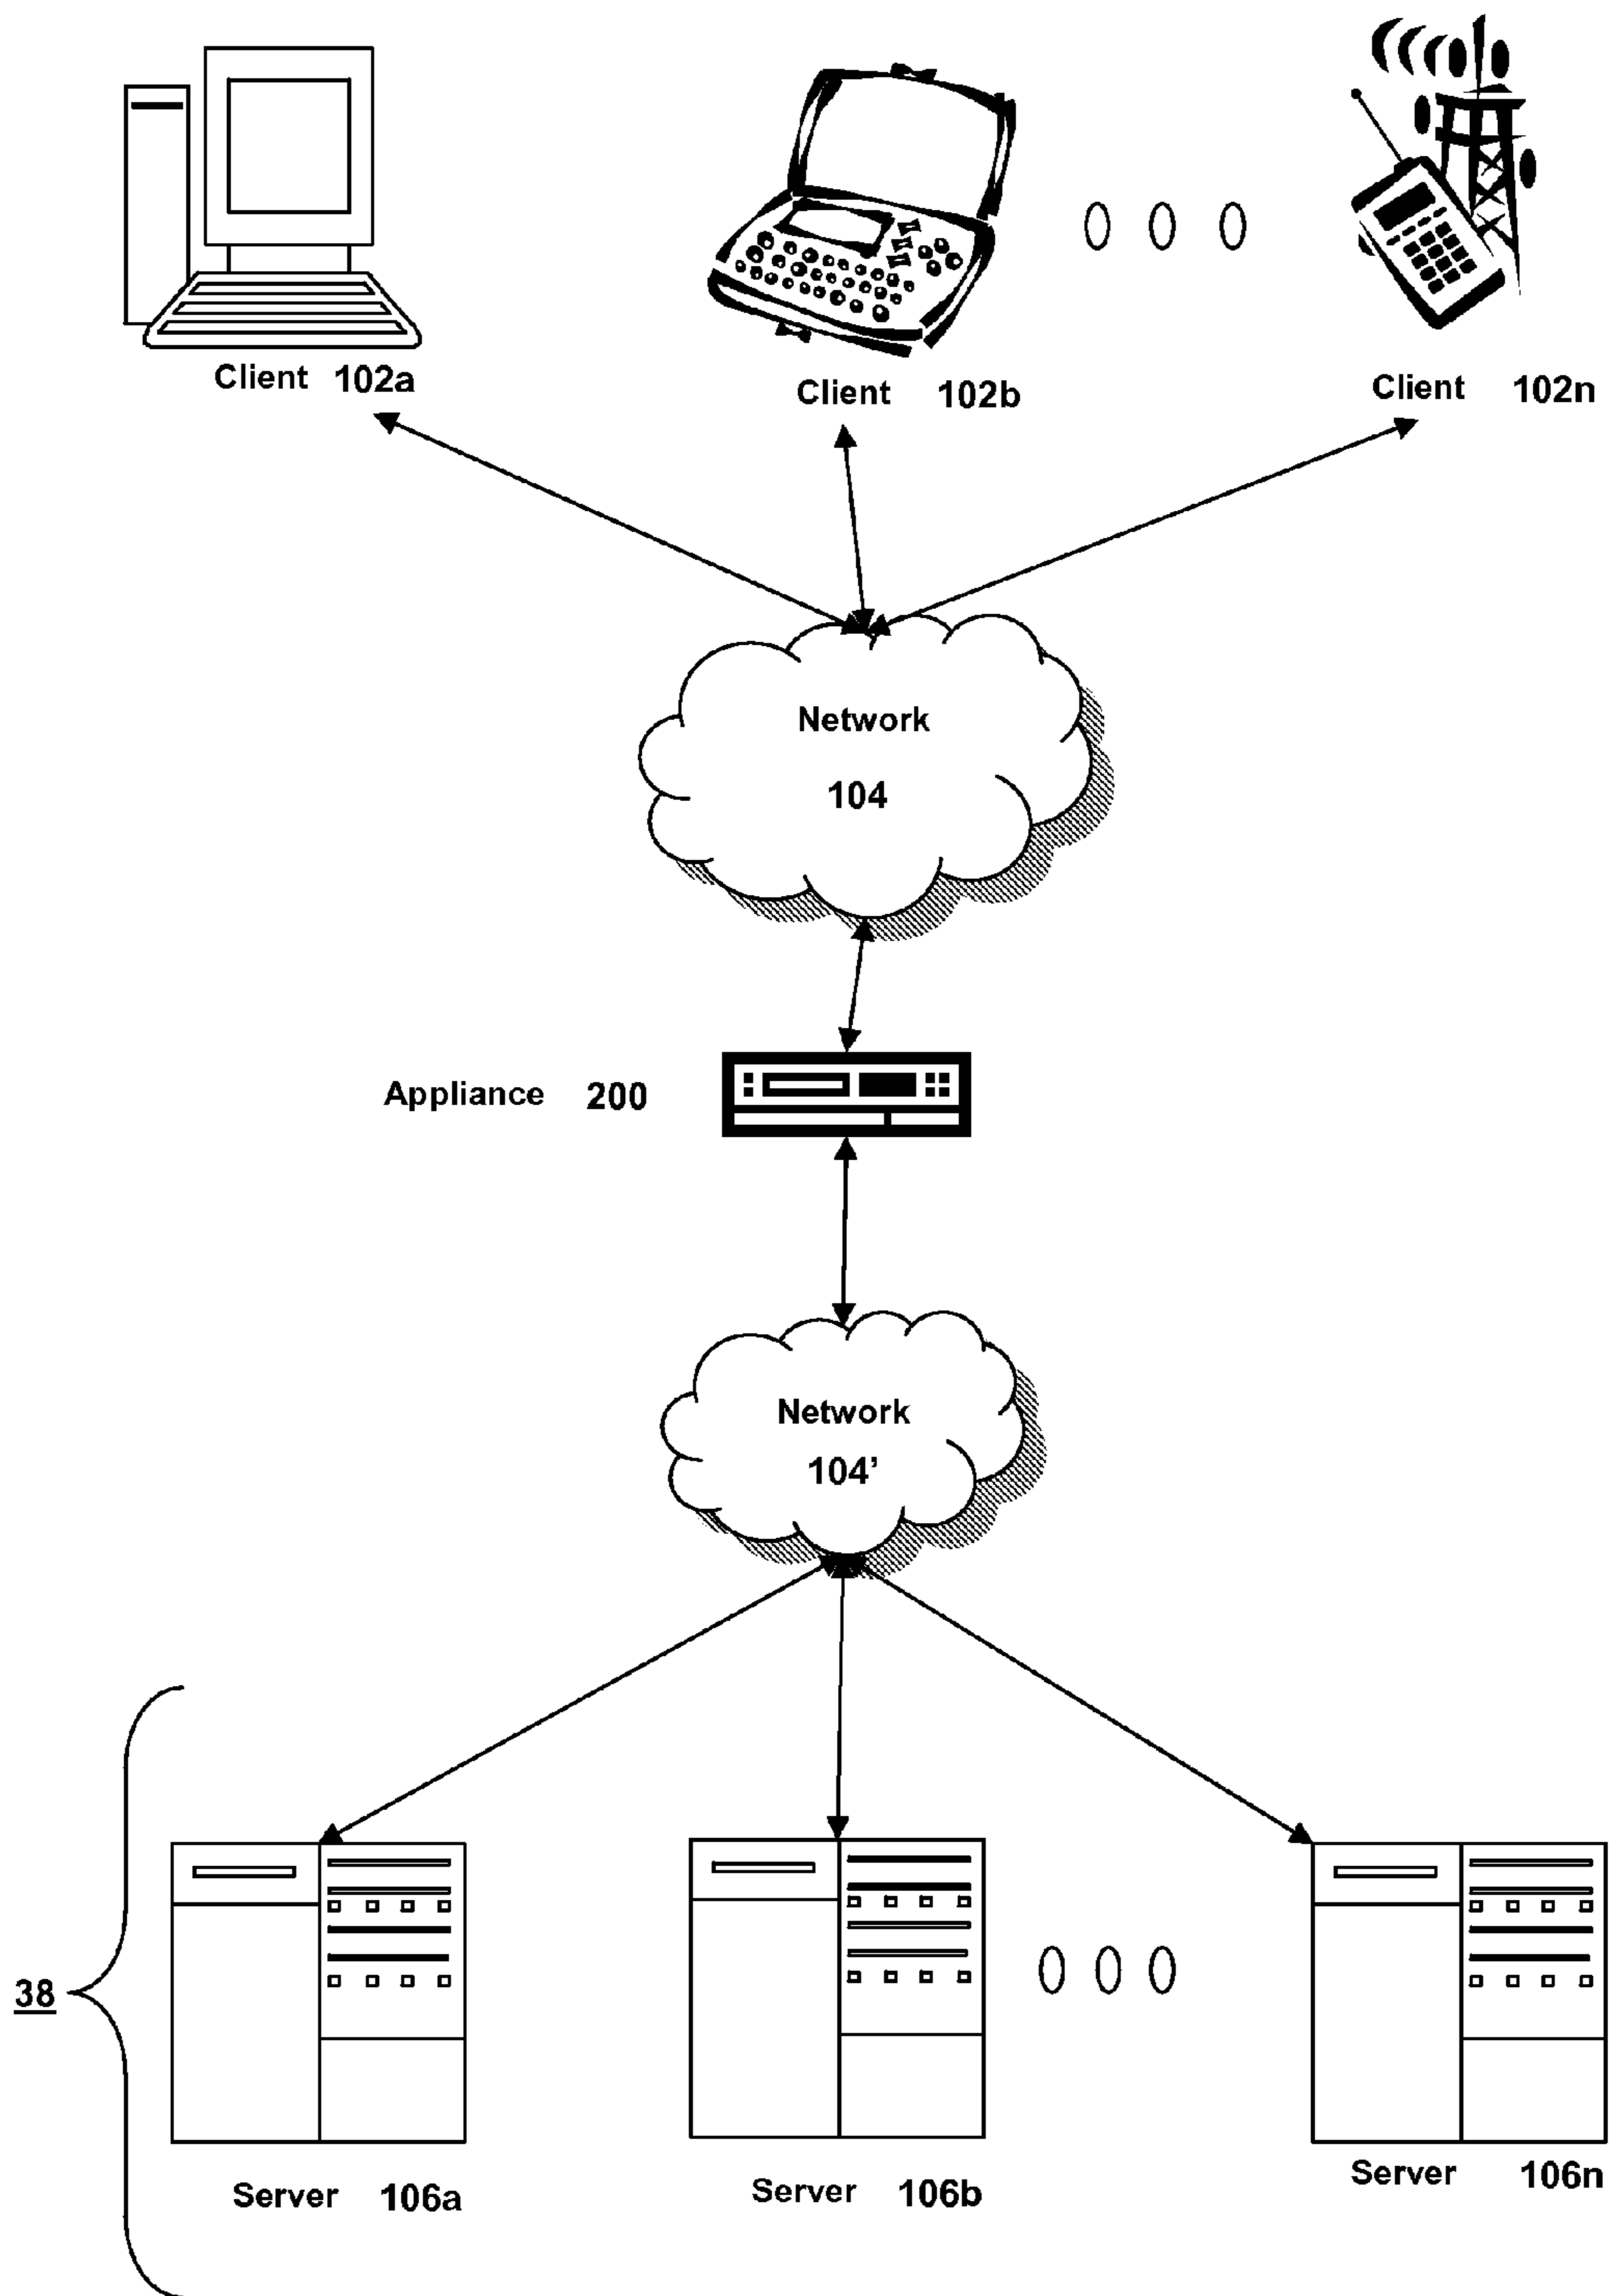 Client 102a
Client 102b
Client 102n
Network
104
Appliance 200
Network
104’
38
Server 106a
Server 106b
Server 106n